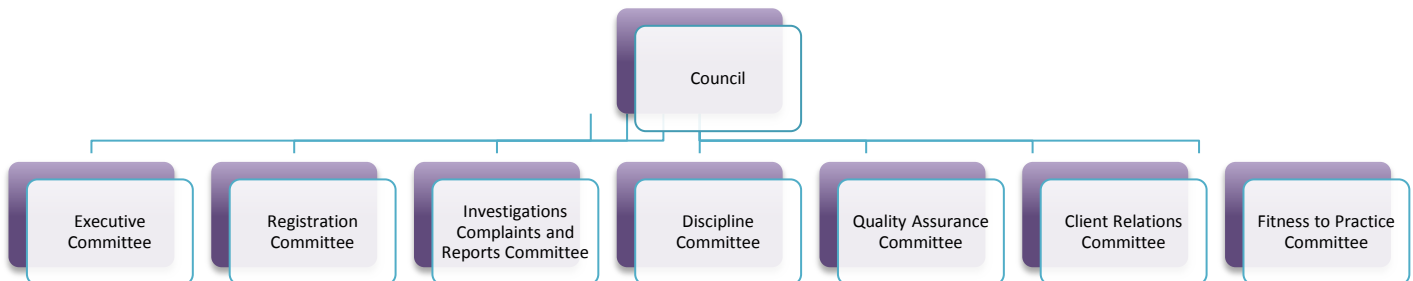 Council
Executive
Committee
Registration
Committee
Investigations
Complaints and
Reports Committee
Discipline
Committee
Quality Assurance
Committee
Client Relations
Committee
Fitness to Practice
Committee